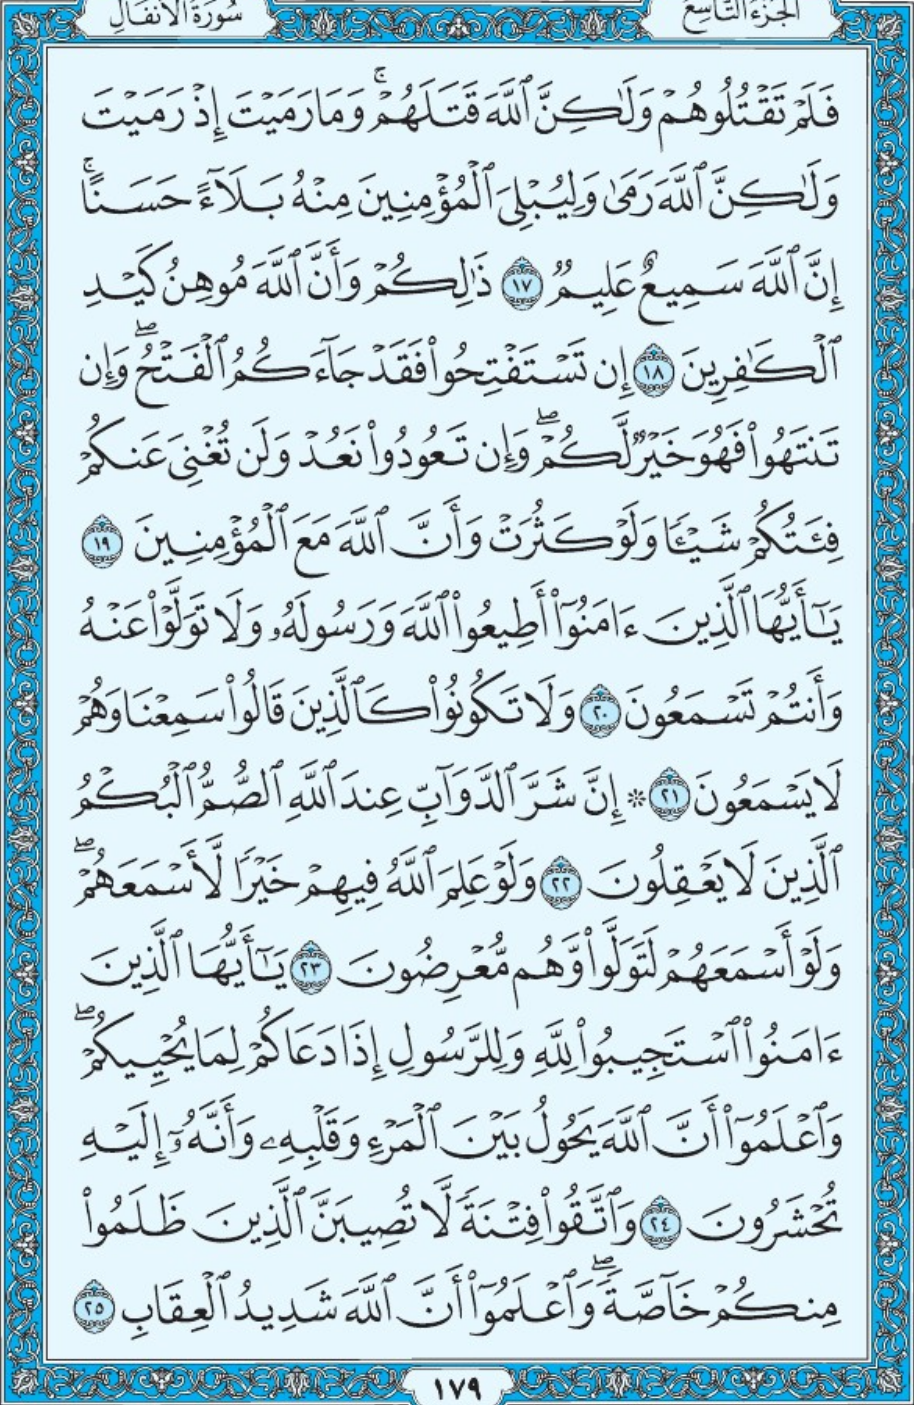 الجزء التاسع
سورة الأنفال
فَلَمْ تَقْتُلُوهُمْ وَلَٰكِنَّ ٱللَّهَ قَتَلَهُمْۚ وَمَا رَمَيْتَ إِذْ رَمَيْتَ
وَلَٰكِنَّ ٱللَّهَ رَمَىٰ وَلِيُبْلِيَ ٱلْمُؤْمِنِينَ مِنْهُ بَلَآءً حَسَنًاۚ
إِنَّ ٱللَّهَ سَمِيعٌ عَلِيمٌ ١٧ ذَٰلِكُمْ وَأَنَّ ٱللَّهَ مُوهِنُ كَيْدِ
ٱلْكَٰفِرِينَ ١٨ إِن تَسْتَفْتِحُوا۟ فَقَدْ جَآءَكُمُ ٱلْفَتْحُۖ وَإِن
تَنتَهُوا۟ فَهُوَ خَيْرٌ لَّكُمْۖ وَإِن تَعُودُوا۟ نَعُدْ وَلَن تُغْنِيَ عَنكُمْ
فِئَتُكُمْ شَيْـًٔا وَلَوْ كَثُرَتْ وَأَنَّ ٱللَّهَ مَعَ ٱلْمُؤْمِنِينَ ١٩
يَٰٓأَيُّهَا ٱلَّذِينَ ءَامَنُوٓا۟ أَطِيعُوا۟ ٱللَّهَ وَرَسُولَهُۥ وَلَا تَوَلَّوْا۟ عَنْهُ
وَأَنتُمْ تَسْمَعُونَ ٢٠ وَلَا تَكُونُوا۟ كَٱلَّذِينَ قَالُوا۟ سَمِعْنَا وَهُمْ
لَا يَسْمَعُونَ ٢١ ۞ إِنَّ شَرَّ ٱلدَّوَآبِّ عِندَ ٱللَّهِ ٱلصُّمُّ ٱلْبُكْمُ
ٱلَّذِينَ لَا يَعْقِلُونَ ٢٢ وَلَوْ عَلِمَ ٱللَّهُ فِيهِمْ خَيْرًا لَّأَسْمَعَهُمْۖ
وَلَوْ أَسْمَعَهُمْ لَتَوَلَّوا۟ وَّهُم مُّعْرِضُونَ ٢٣ يَٰٓأَيُّهَا ٱلَّذِينَ
ءَامَنُوا۟ ٱسْتَجِيبُوا۟ لِلَّهِ وَلِلرَّسُولِ إِذَا دَعَاكُمْ لِمَا يُحْيِيكُمْۖ
وَٱعْلَمُوٓا۟ أَنَّ ٱللَّهَ يَحُولُ بَيْنَ ٱلْمَرْءِ وَقَلْبِهِۦ وَأَنَّهُۥٓ إِلَيْهِ
تُحْشَرُونَ ٢٤ وَٱتَّقُوا۟ فِتْنَةً لَّا تُصِيبَنَّ ٱلَّذِينَ ظَلَمُوا۟
مِنكُمْ خَآصَّةًۖ وَٱعْلَمُوٓا۟ أَنَّ ٱللَّهَ شَدِيدُ ٱلْعِقَابِ ٢٥
١٧٩